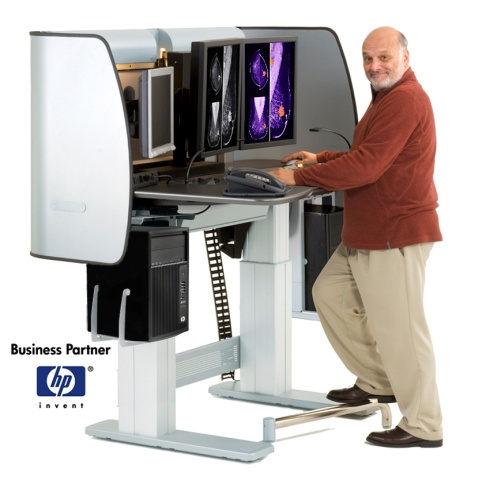 Business Partner
hp
®
invent